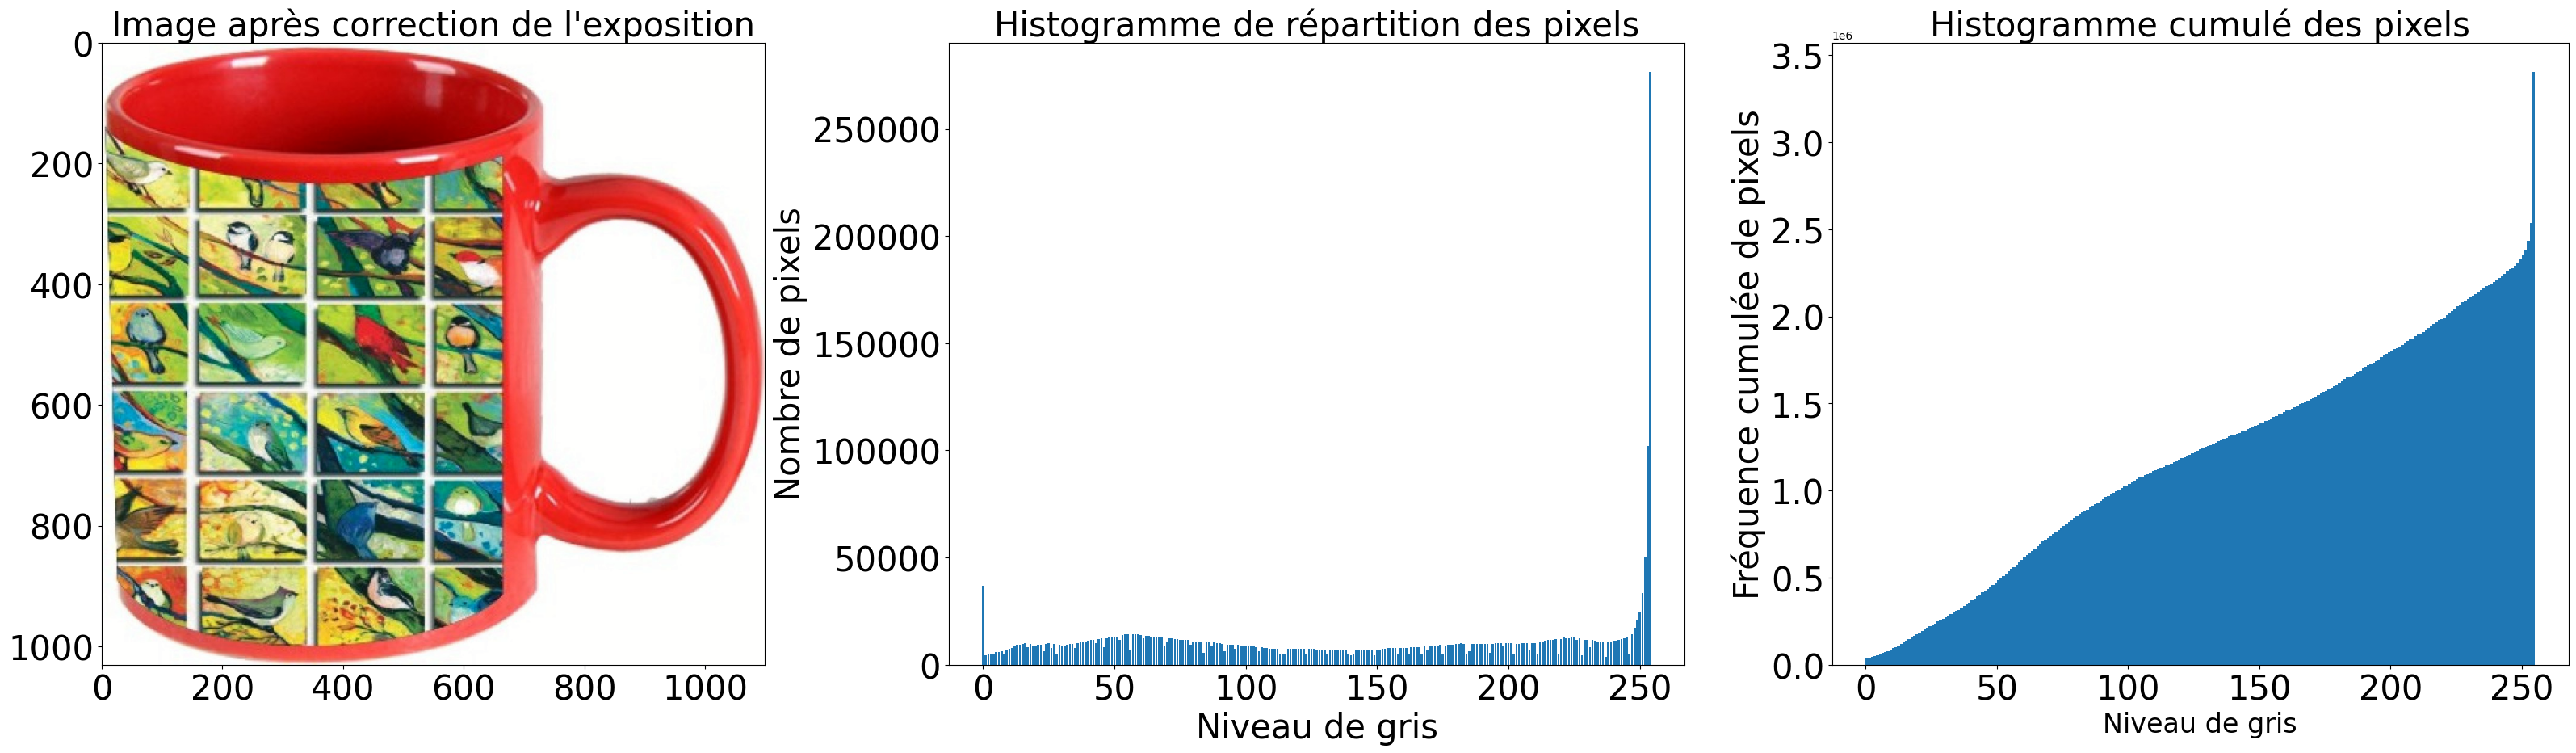 Image après correction de l'exposition
0
200
400
600
800
1000
0 200 400 600 800 1000
Histogramme de répartition des pixels
Nombre de pixels
250000
200000
150000
100000
50000
0
0 50 100 150 200 250
Niveau de gris
Histogramme cumulé des pixels
1e6
Fréquence cumulée de pixels
3.5
3.0
2.5
2.0
1.5
1.0
0.5
0.0
0 50 100 150 200 250
Niveau de gris